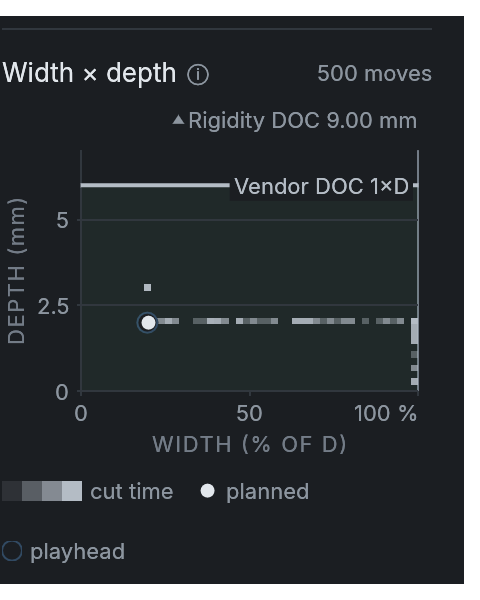 Width × depth ⓘ 500 moves
▲Rigidity DOC 9.00 mm
Vendor DOC 1×D
5
2.5
0
DEPTH (mm)
0 50 100 %
WIDTH (% OF D)
cut time planned
playhead